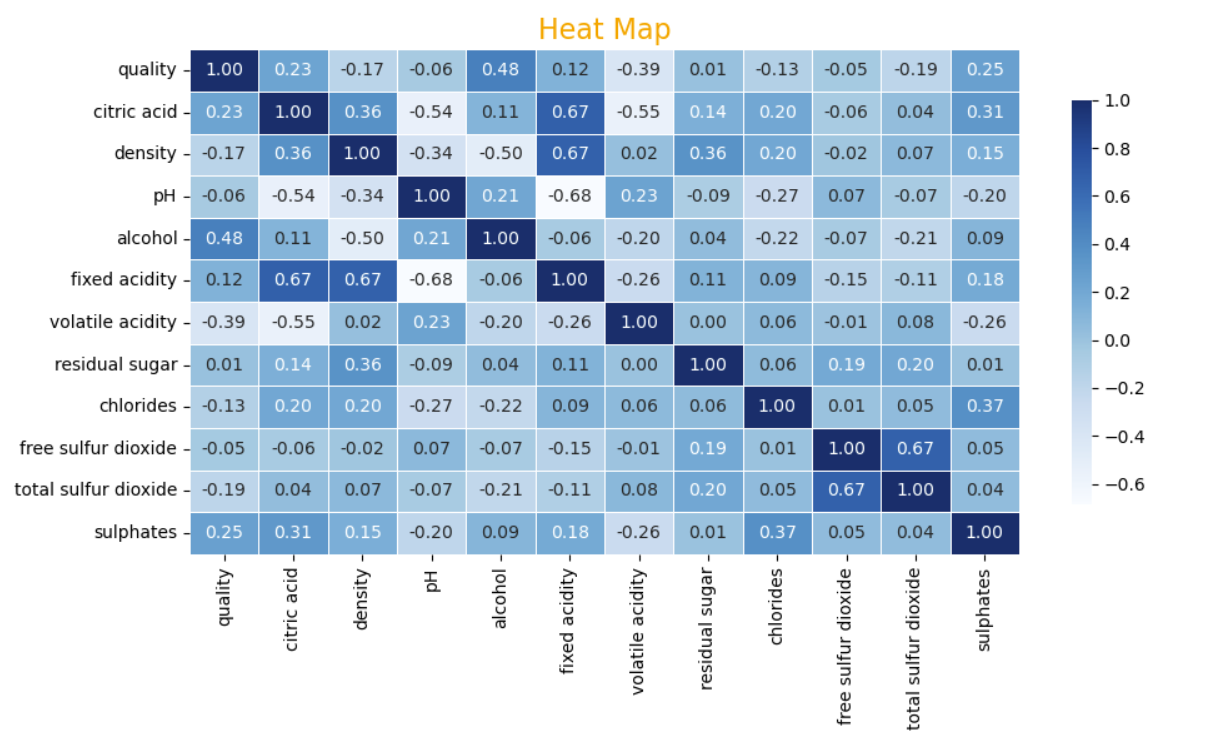 Heat Map
quality 1.00 0.23 -0.17 -0.06 0.48 0.12 -0.39 0.01 -0.13 -0.05 -0.19 0.25
citric acid 0.23 1.00 0.36 -0.54 0.11 0.67 -0.55 0.14 0.20 -0.06 0.04 0.31
density -0.17 0.36 1.00 -0.34 -0.50 0.67 0.02 0.36 0.20 -0.02 0.07 0.15
pH -0.06 -0.54 -0.34 1.00 0.21 -0.68 0.23 -0.09 -0.27 0.07 -0.07 -0.20
alcohol 0.48 0.11 -0.50 0.21 1.00 -0.06 -0.20 0.04 -0.22 -0.07 -0.21 0.09
fixed acidity 0.12 0.67 0.67 -0.68 -0.06 1.00 -0.26 0.11 0.09 -0.15 -0.11 0.18
volatile acidity -0.39 -0.55 0.02 0.23 -0.20 -0.26 1.00 0.00 0.06 -0.01 0.08 -0.26
residual sugar 0.01 0.14 0.36 -0.09 0.04 0.11 0.00 1.00 0.06 0.19 0.20 0.01
chlorides -0.13 0.20 0.20 -0.27 -0.22 0.09 0.06 0.06 1.00 0.01 0.05 0.37
free sulfur dioxide -0.05 -0.06 -0.02 0.07 -0.07 -0.15 -0.01 0.19 0.01 1.00 0.67 0.05
total sulfur dioxide -0.19 0.04 0.07 -0.07 -0.21 -0.11 0.08 0.20 0.05 0.67 1.00 0.04
sulphates 0.25 0.31 0.15 -0.20 0.09 0.18 -0.26 0.01 0.37 0.05 0.04 1.00
quality
citric acid
density
pH
alcohol
fixed acidity
volatile acidity
residual sugar
chlorides
free sulfur dioxide
total sulfur dioxide
sulphates
1.0
0.8
0.6
0.4
0.2
0.0
−0.2
−0.4
−0.6